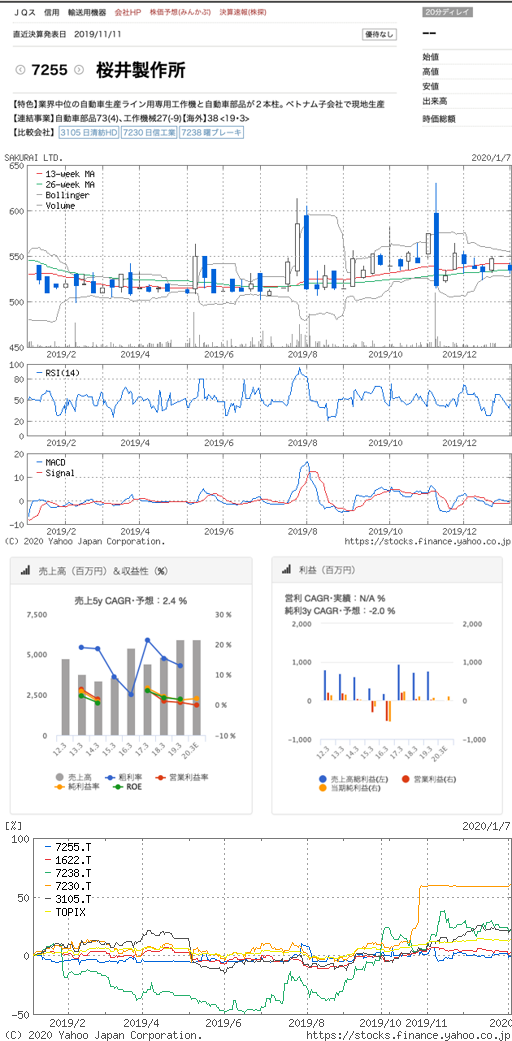 JQス 信用 輸送用機器 会社HP 株価予想(みんかぶ) 決算速報(株探)
20分ディレイ
直近決算発表日 2019/11/11
優待なし
--
7255 桜井製作所
始値
高値
安値
出来高
時価総額
【特色】業界中位の自動車生産ライン用専用工作機と自動車部品が２本柱。ベトナム子会社で現地生産
【連結事業】自動車部品73(4)、工作機械27(-9)【海外】38 <19・3>
【比較会社】 3105 日清紡HD 7230 日信工業 7238 曙ブレーキ
SAKURAI LTD. 2020/1/7
650
13-week MA
26-week MA
Bollinger
Volume
600
550
500
450
2019/2 2019/4 2019/6 2019/8 2019/10 2019/12
100
RSI(14)
80
50
20
0
2019/2 2019/4 2019/6 2019/8 2019/10 2019/12
20
MACD
Signal
10
0
-10
2019/2 2019/4 2019/6 2019/8 2019/10 2019/12
(C) 2020 Yahoo Japan Corporation. https://stocks.finance.yahoo.co.jp
売上高（百万円）＆収益性（%）
売上5y CAGR・予想：2.4 %
7,500 30 %
20 %
5,000
10 %
2,500
0 %
0 -10 %
12.3 13.3 14.3 15.3 16.3 17.3 18.3 19.3 20.3E
売上高 粗利率 営業利益率
純利益率 ROE
利益（百万円）
営利 CAGR・実績：N/A %
純利3y CAGR・予想：-2.0 %
2,000 2,000
1,000 1,000
0 0
-1,000 -1,000
12.3 13.3 14.3 15.3 16.3 17.3 18.3 19.3 20.3E
売上高総利益(左) 営業利益(右)
当期純利益(右)
[%] 2020/1/7
100
7255.T
1622.T
7238.T
7230.T
3105.T
TOPIX
50
0
-50
2019/2 2019/4 2019/6 2019/8 2019/10 2019/11 2020
(C) 2020 Yahoo Japan Corporation. https://stocks.finance.yahoo.co.jp